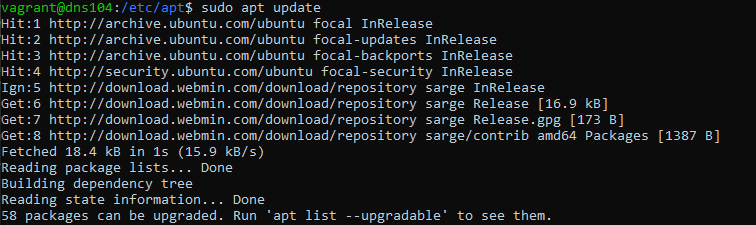 vagrant@dns104:/etc/apt$ sudo apt update
Hit:1 http://archive.ubuntu.com/ubuntu focal InRelease
Hit:2 http://archive.ubuntu.com/ubuntu focal-updates InRelease
Hit:3 http://archive.ubuntu.com/ubuntu focal-backports InRelease
Hit:4 http://security.ubuntu.com/ubuntu focal-security InRelease
Ign:5 http://download.webmin.com/download/repository sarge InRelease
Get:6 http://download.webmin.com/download/repository sarge Release [16.9 kB]
Get:7 http://download.webmin.com/download/repository sarge Release.gpg [173 B]
Get:8 http://download.webmin.com/download/repository sarge/contrib amd64 Packages [1387 B]
Fetched 18.4 kB in 1s (15.9 kB/s)
Reading package lists... Done
Building dependency tree
Reading state information... Done
58 packages can be upgraded. Run 'apt list --upgradable' to see them.